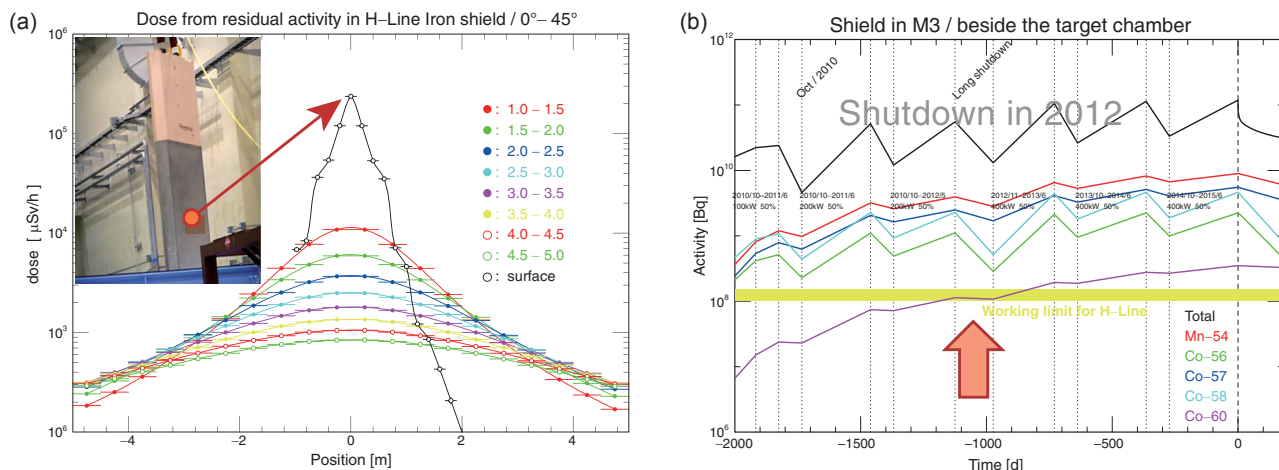 (a)
Dose from residual activity in H–Line Iron shield / 0°– 45°
10⁶
10⁵
10⁴
10³
10⁶
dose [ μSv/h ]
: 1.0 – 1.5
: 1.5 – 2.0
: 2.0 – 2.5
: 2.5 – 3.0
: 3.0 – 3.5
: 3.5 – 4.0
: 4.0 – 4.5
: 4.5 – 5.0
: surface
−4 −2 0 2 4
Position [m]
(b)
Shield in M3 / beside the target chamber
10¹²
10¹⁰
10⁸
10⁶
Activity [Bq]
Oct / 2010
Long shutdown
Shutdown in 2012
2010/10–2011/6 2010/10–2011/6 2010/10–2012/5 2012/11–2013/6 2013/10–2014/6 2014/10–2015/6
100kW 50% 200kW 50% 200kW 50% 400kW 50% 400kW 50% 400kW 50%
Working limit for H–Line
Total
Mn–54
Co–56
Co–57
Co–58
Co–60
−2000 −1500 −1000 −500 0
Time [d]